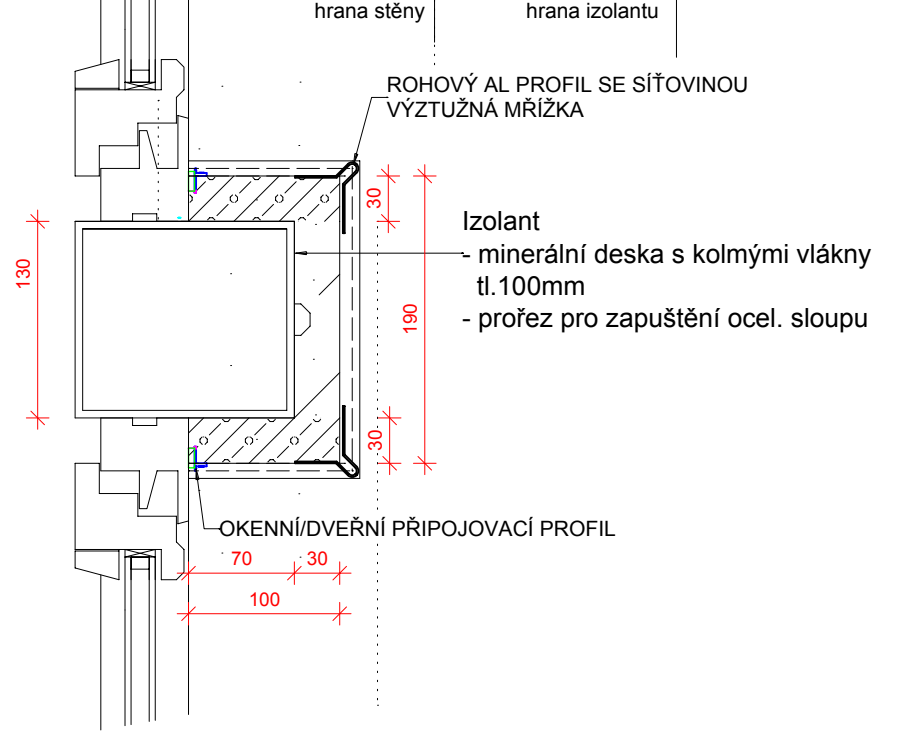 hrana stěny
hrana izolantu
ROHOVÝ AL PROFIL SE SÍŤOVINOU
VÝZTUŽNÁ MŘÍŽKA
30
Izolant
- minerální deska s kolmými vlákny
tl.100mm
- prořez pro zapuštění ocel. sloupu
130
190
30
OKENNÍ/DVEŘNÍ PŘIPOJOVACÍ PROFIL
70
30
100